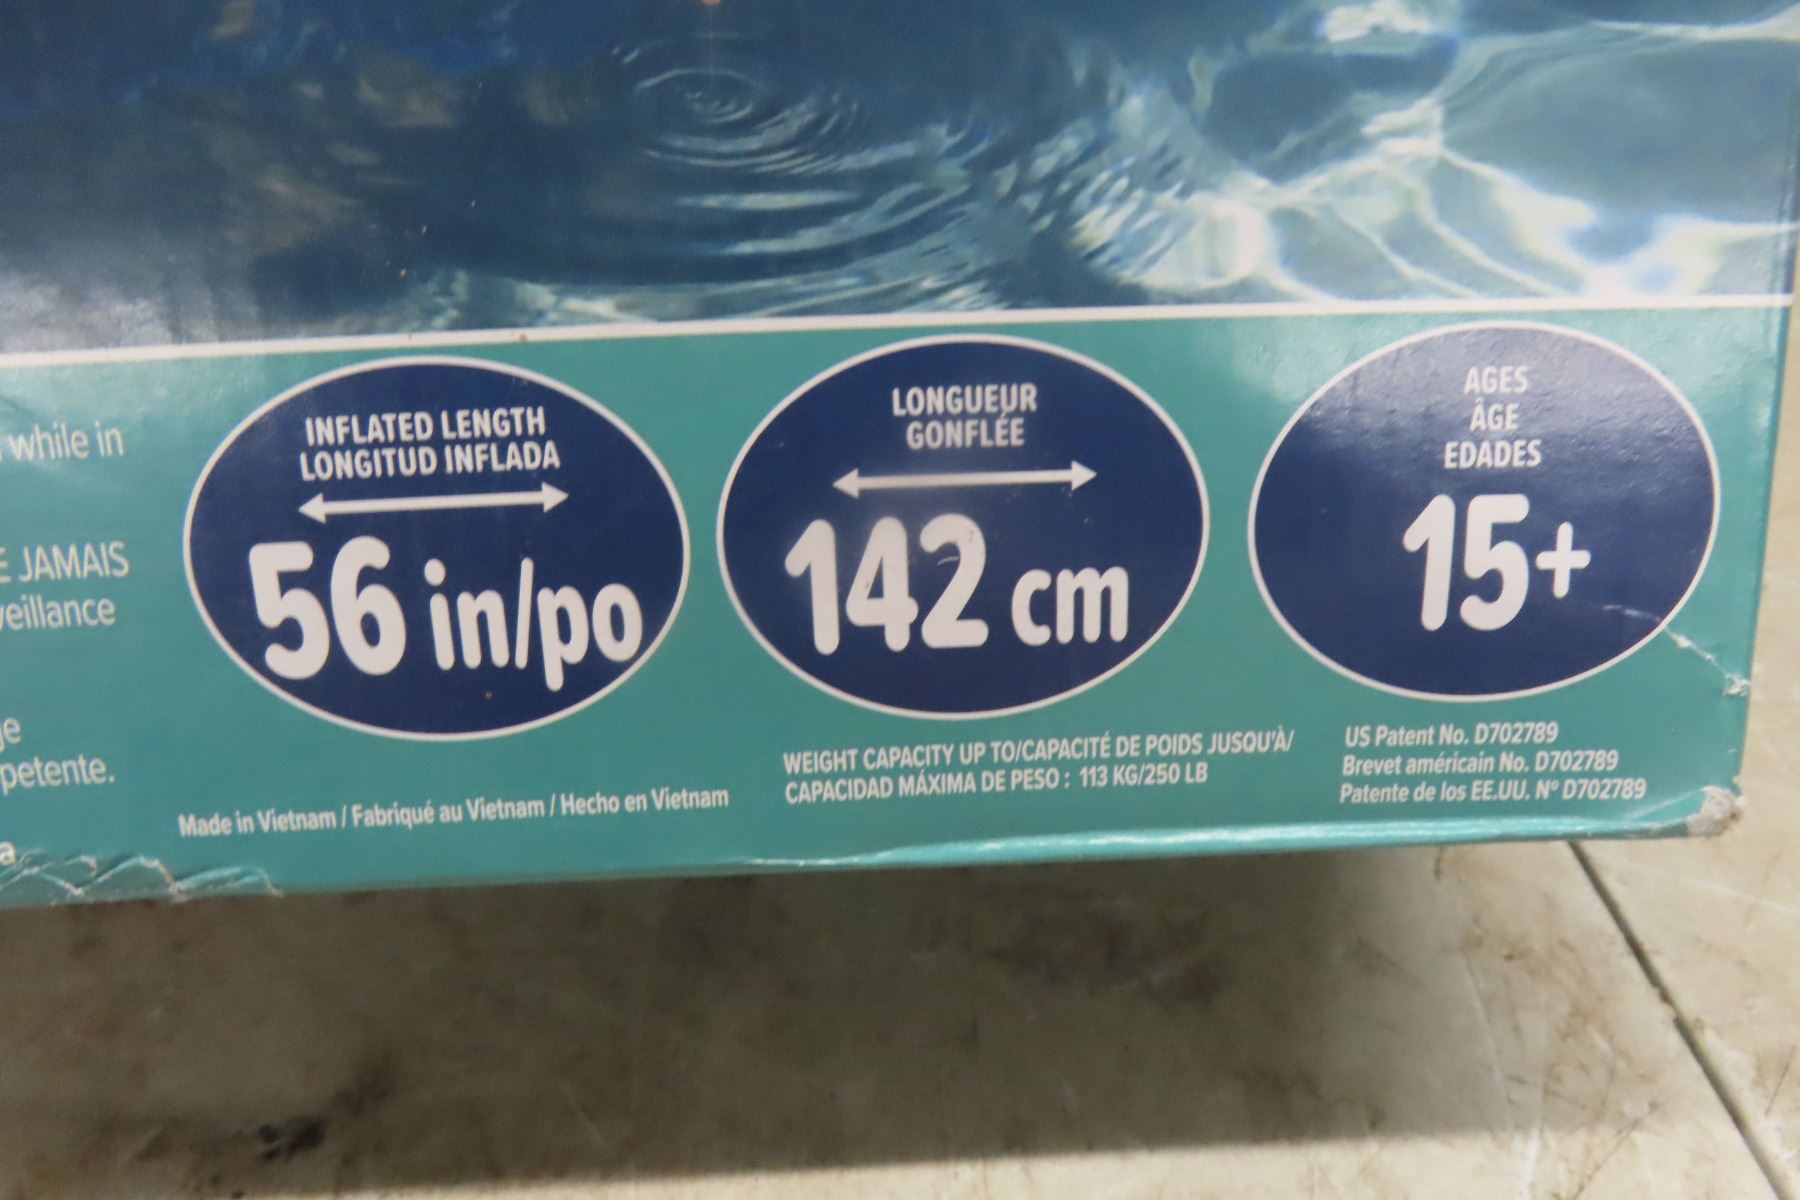 while in
E JAMAIS
veillance
ge
petente.
a
INFLATED LENGTH
LONGITUD INFLADA
56 in/po
LONGUEUR
GONFLÉE
142 cm
AGES
ÂGE
EDADES
15+
Made in Vietnam / Fabriqué au Vietnam / Hecho en Vietnam
WEIGHT CAPACITY UP TO/CAPACITÉ DE POIDS JUSQU'À/
CAPACIDAD MÁXIMA DE PESO : 113 KG/250 LB
US Patent No. D702789
Brevet américain No. D702789
Patente de los EE.UU. N° D702789